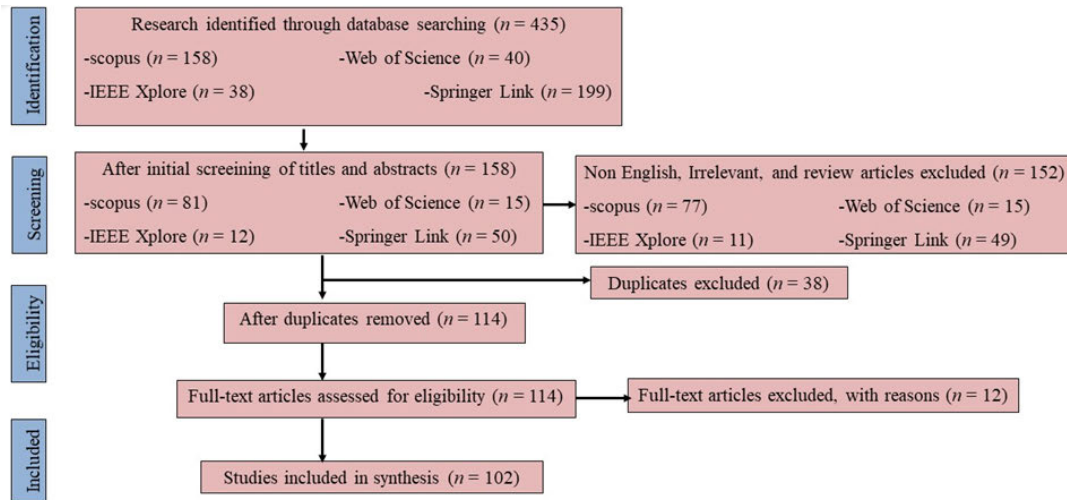 Identification
Research identified through database searching (n = 435)
-scopus (n = 158) -Web of Science (n = 40)
-IEEE Xplore (n = 38) -Springer Link (n = 199)
Screening
After initial screeining of titles and abstracts (n = 158)
-scopus (n = 81) -Web of Science (n = 15)
-IEEE Xplore (n = 12) -Springer Link (n = 50)
Non English, Irrelevant, and review articles excluded (n = 152)
-scopus (n = 77) -Web of Science (n = 15)
-IEEE Xplore (n = 11) -Springer Link (n = 49)
Duplicates excluded (n = 38)
Eligibility
After duplicates removed (n = 114)
Full-text articles assessed for eligibility (n = 114)
Full-text articles excluded, with reasons (n = 12)
Included
Studies included in synthesis (n = 102)